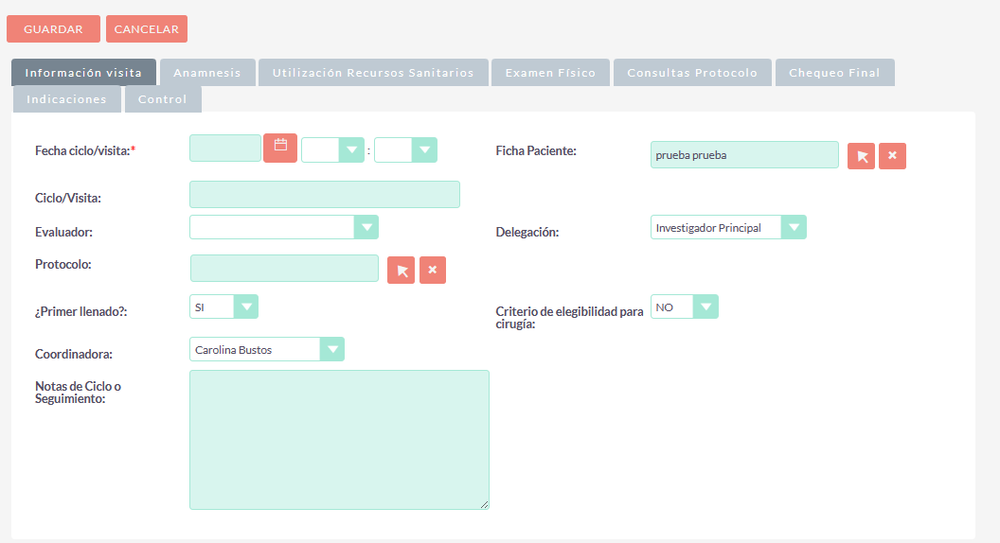 GUARDAR CANCELAR
Información visita Anamnesis Utilización Recursos Sanitarios Examen Físico Consultas Protocolo Chequeo Final
Indicaciones Control
Fecha ciclo/visita:* : Ficha Paciente: prueba prueba
Ciclo/Visita:
Evaluador: Delegación: Investigador Principal
Protocolo:
¿Primer llenado?: SI Criterio de elegibilidad para NO
cirugía:
Coordinadora: Carolina Bustos
Notas de Ciclo o
Seguimiento: